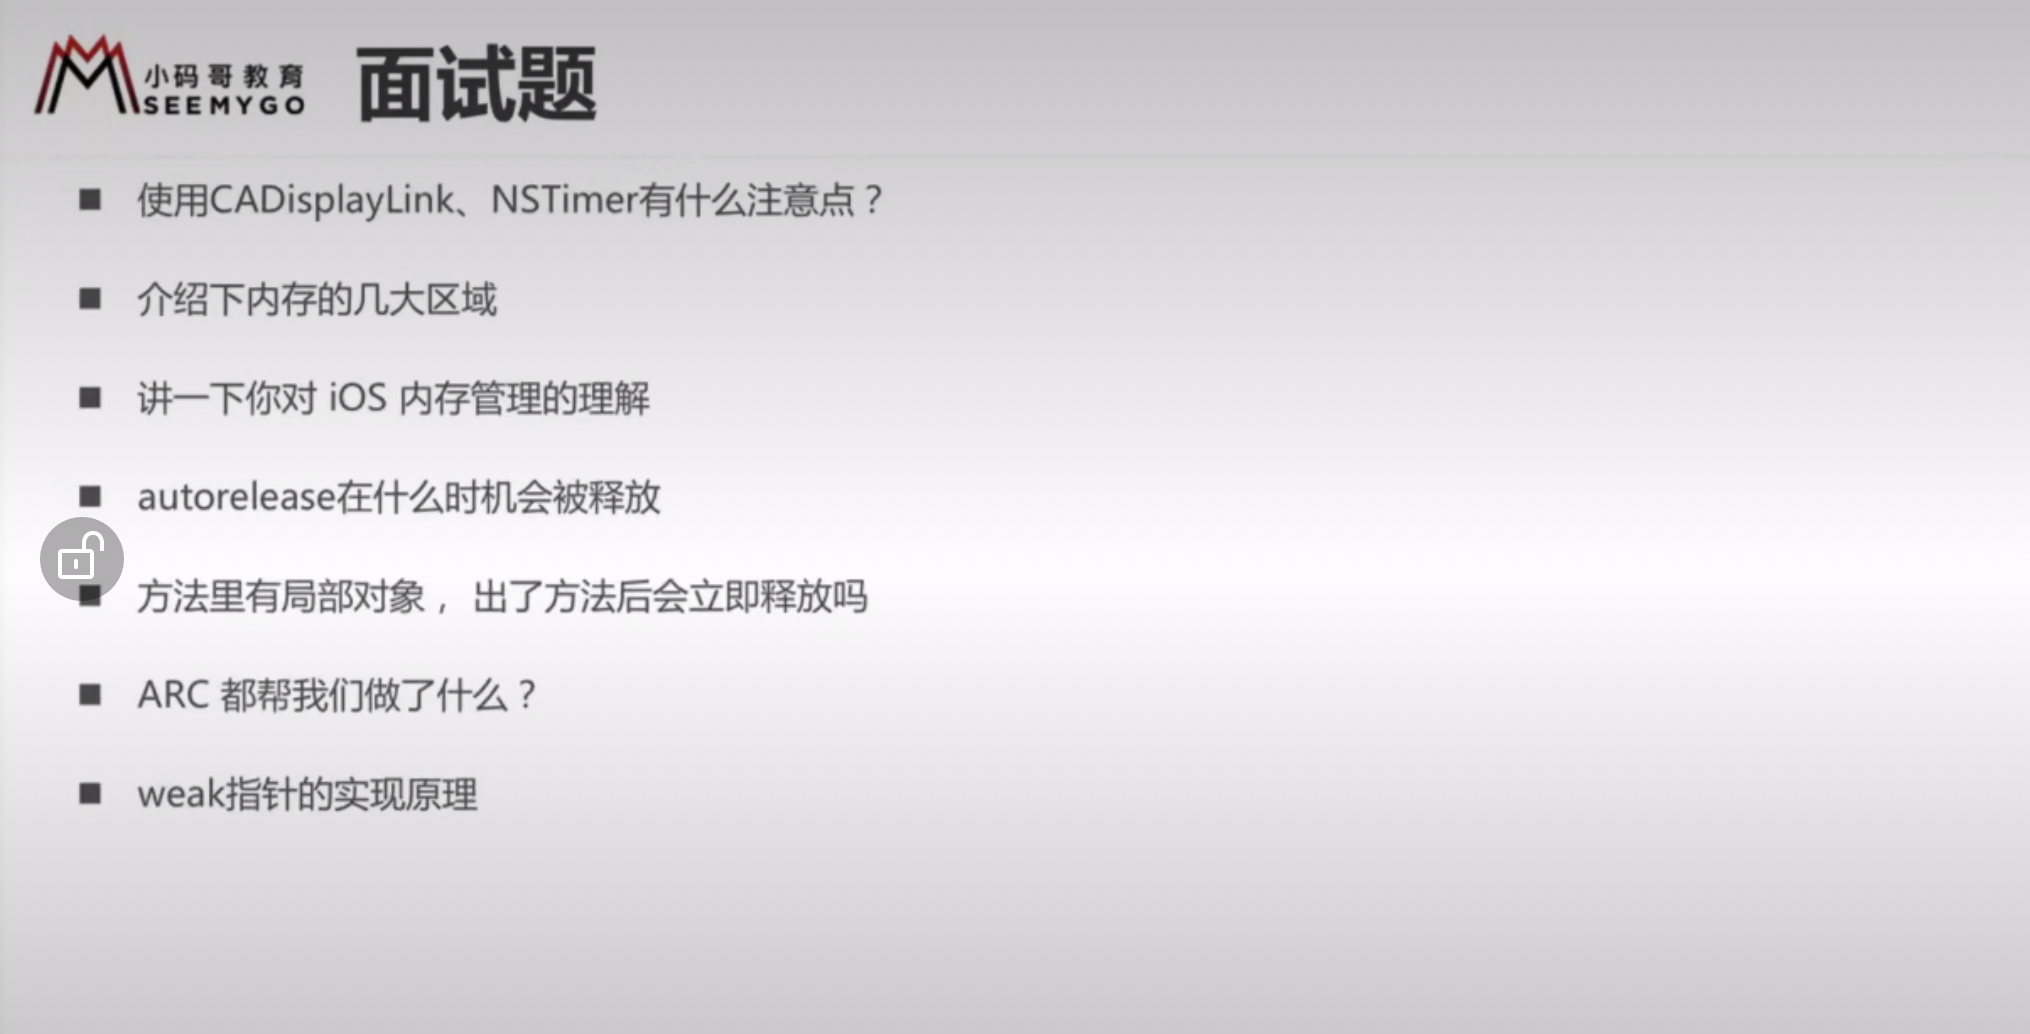 小码哥教育
SEEMYGO
面试题
使用CADisplayLink、NSTimer有什么注意点？
介绍下内存的几大区域
讲一下你对 iOS 内存管理的理解
autorelease在什么时机会被释放
方法里有局部对象， 出了方法后会立即释放吗
ARC 都帮我们做了什么？
weak指针的实现原理